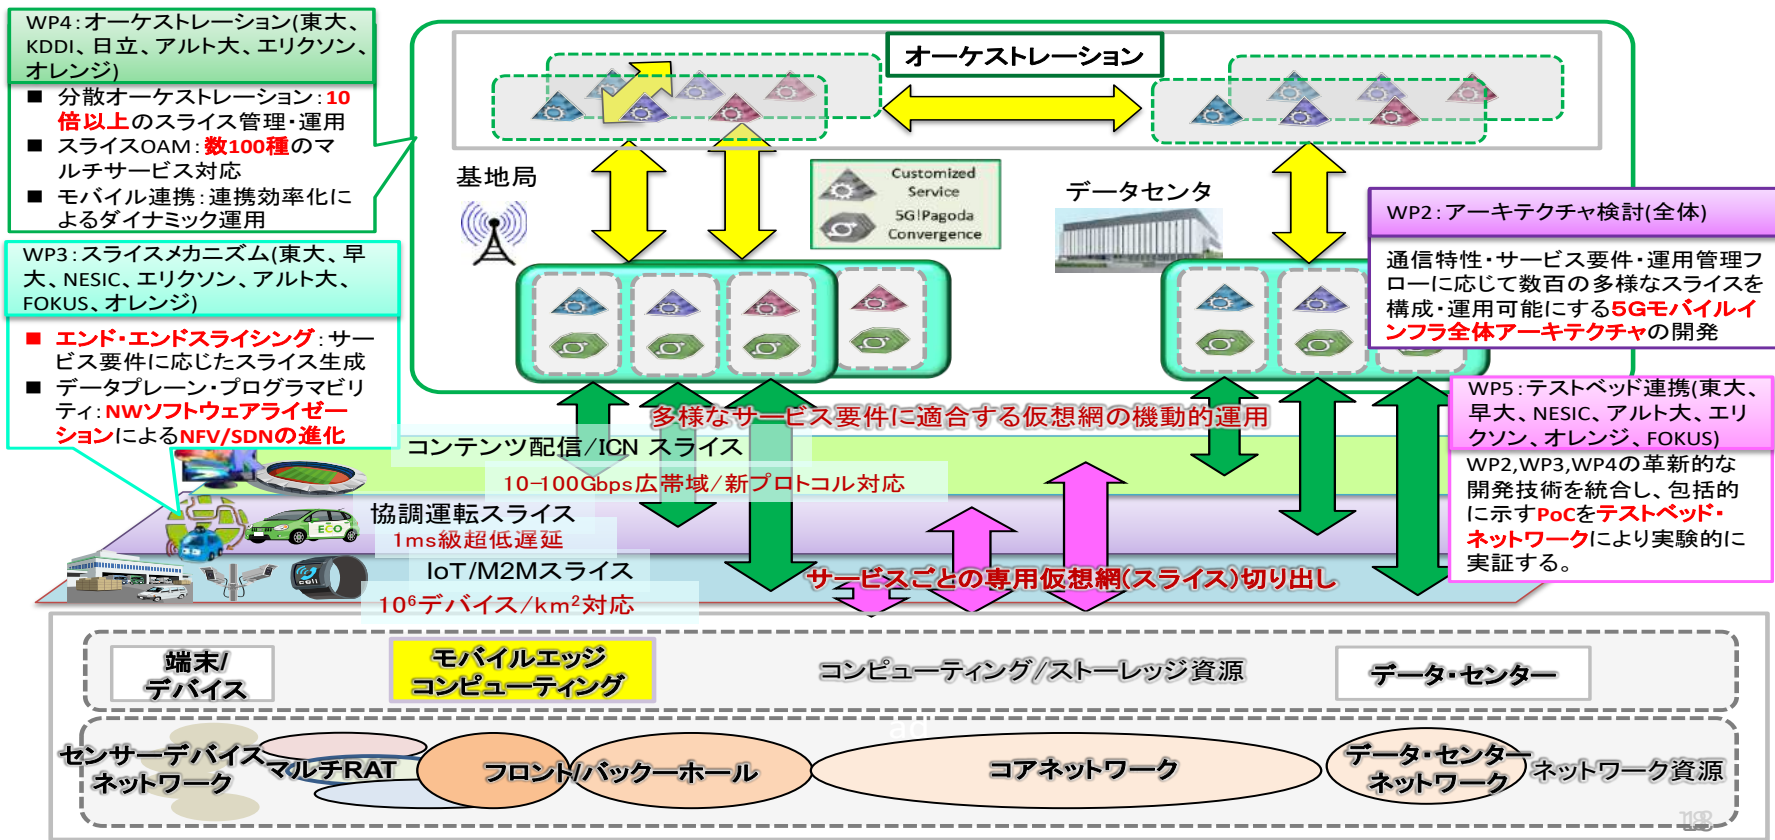 WP4：オーケストレーション(東大、
KDDI、日立、アルト大、エリクソン、
オレンジ)
■ 分散オーケストレーション：10
倍以上のスライス管理・運用
■ スライスOAM：数100種のマ
ルチサービス対応
■ モバイル連携：連携効率化に
よるダイナミック運用
オーケストレーション
基地局
Customized
Service
5G!Pagoda
Convergence
データセンタ
WP2：アーキテクチャ検討(全体)
通信特性・サービス要件・運用管理フ
ローに応じて数百の多様なスライスを
構成・運用可能にする5Gモバイルイ
ンフラ全体アーキテクチャの開発
WP3：スライスメカニズム(東大、早
大、NESIC、エリクソン、アルト大、
FOKUS、オレンジ)
■ エンド・エンドスライシング：サー
ビス要件に応じたスライス生成
■ データプレーン・プログラマビリ
ティ：NWソフトウェアライゼー
ションによるNFV/SDNの進化
WP5：テストベッド連携(東大、
早大、NESIC、アルト大、エリ
クソン、オレンジ、FOKUS)
WP2,WP3,WP4の革新的な
開発技術を統合し、包括的
に示すPoCをテストベッド・
ネットワークにより実験的に
実証する。
多様なサービス要件に適合する仮想網の機動的運用
コンテンツ配信/ICN スライス
10-100Gbps広帯域/新プロトコル対応
協調運転スライス
1ms級超低遅延
ECO
IoT/M2Mスライス
10⁶デバイス/km²対応
サービスごとの専用仮想網(スライス)切り出し
端末/
デバイス
モバイルエッジ
コンピューティング
コンピューティング/ストーレッジ資源
データ・センター
ad
センサーデバイス
ネットワーク
マルチRAT
フロント/バックーホール
コアネットワーク
データ・センター
ネットワーク
ネットワーク資源